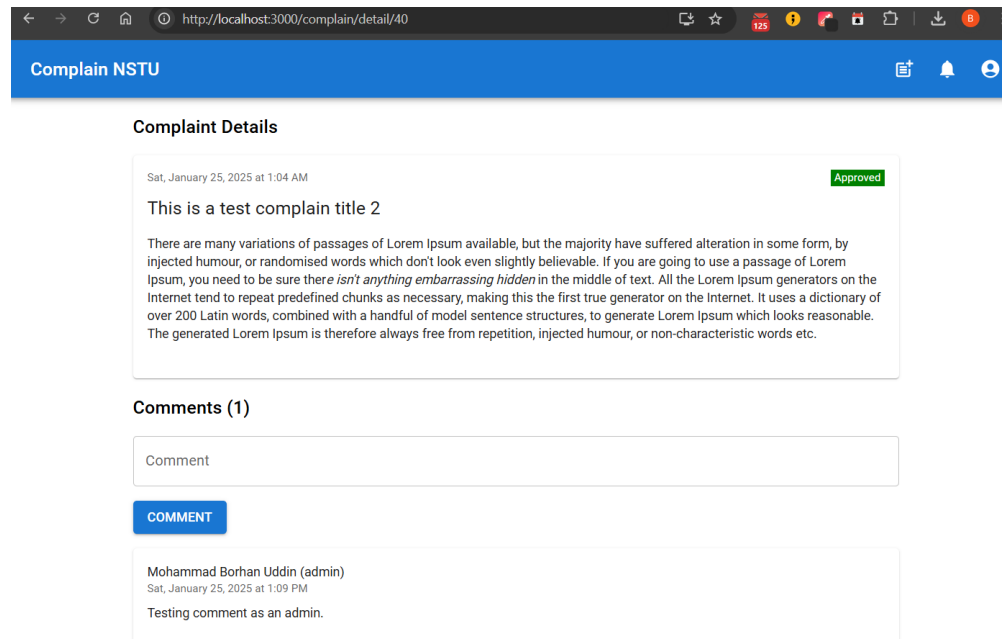 http://localhost:3000/complain/detail/40
125
B
Complain NSTU
Complaint Details
Sat, January 25, 2025 at 1:04 AM
Approved
This is a test complain title 2
There are many variations of passages of Lorem Ipsum available, but the majority have suffered alteration in some form, by
injected humour, or randomised words which don't look even slightly believable. If you are going to use a passage of Lorem
Ipsum, you need to be sure there isn't anything embarrassing hidden in the middle of text. All the Lorem Ipsum generators on the
Internet tend to repeat predefined chunks as necessary, making this the first true generator on the Internet. It uses a dictionary of
over 200 Latin words, combined with a handful of model sentence structures, to generate Lorem Ipsum which looks reasonable.
The generated Lorem Ipsum is therefore always free from repetition, injected humour, or non-characteristic words etc.
Comments (1)
Comment
COMMENT
Mohammad Borhan Uddin (admin)
Sat, January 25, 2025 at 1:09 PM
Testing comment as an admin.